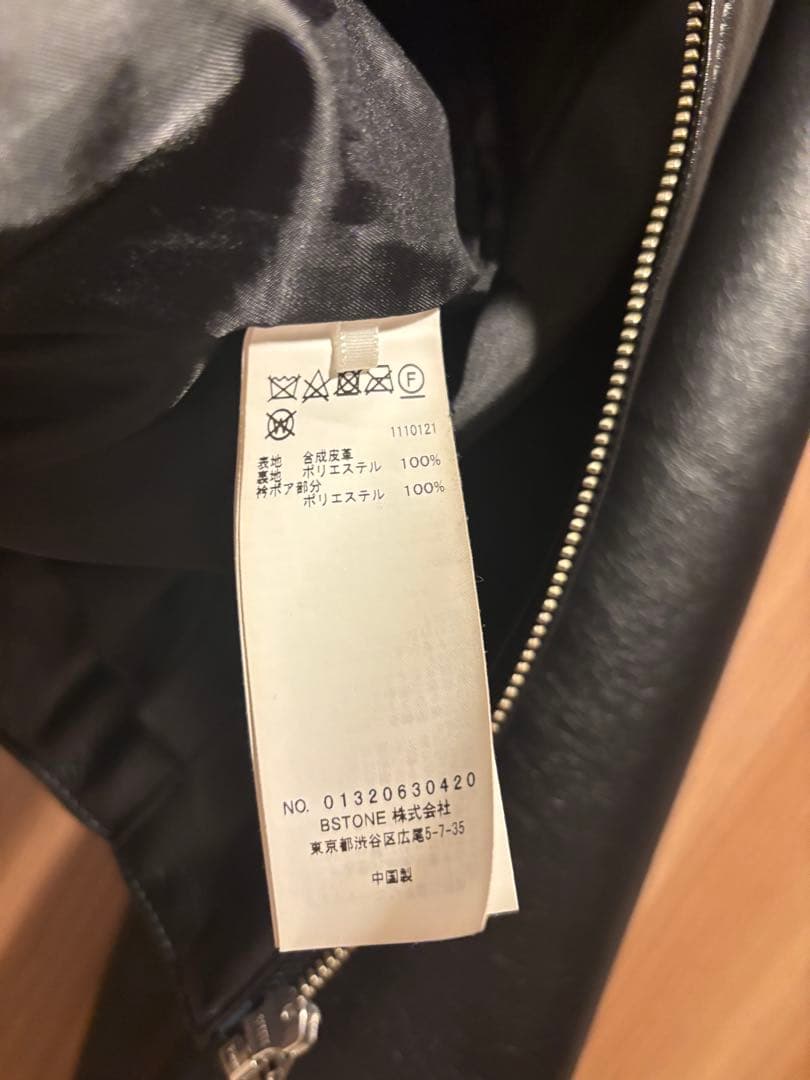 F
W
1110121
表地 合成皮革
裏地 ポリエステル 100%
衿ボア部分
ポリエステル 100%
NO. 01320630420
BSTONE 株式会社
東京都渋谷区広尾5-7-35
中国製